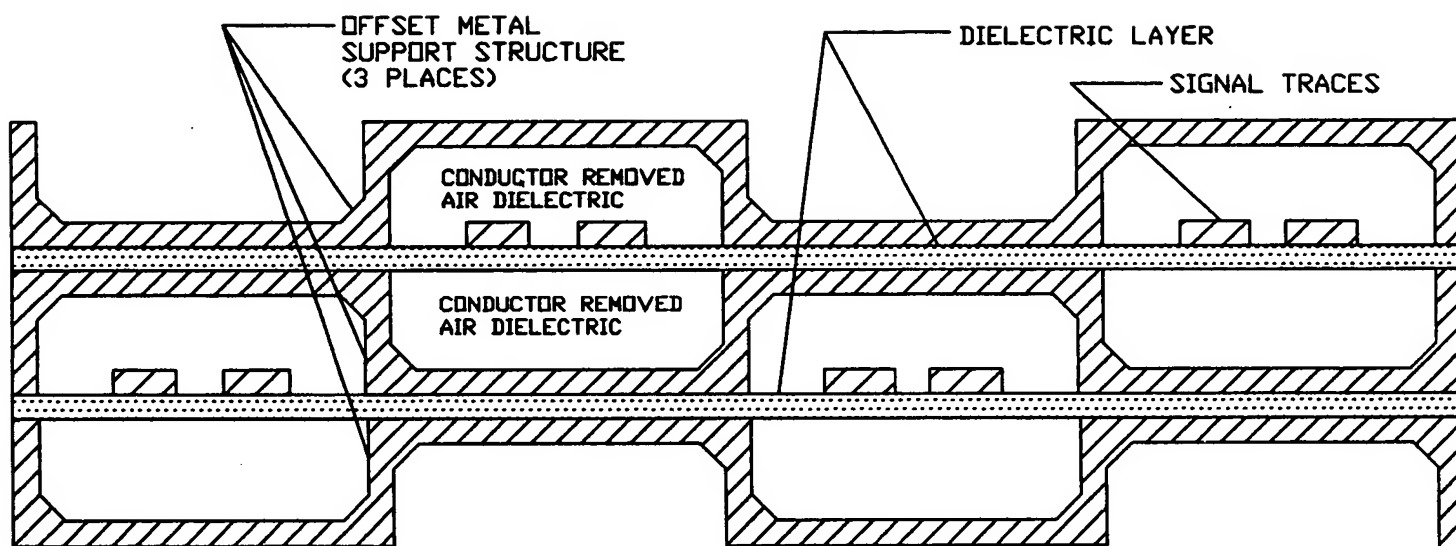 OFFSET METAL
SUPPORT STRUCTURE
(3 PLACES)
DIELECTRIC LAYER
SIGNAL TRACES
CONDUCTOR REMOVED
AIR DIELECTRIC
CONDUCTOR REMOVED
AIR DIELECTRIC